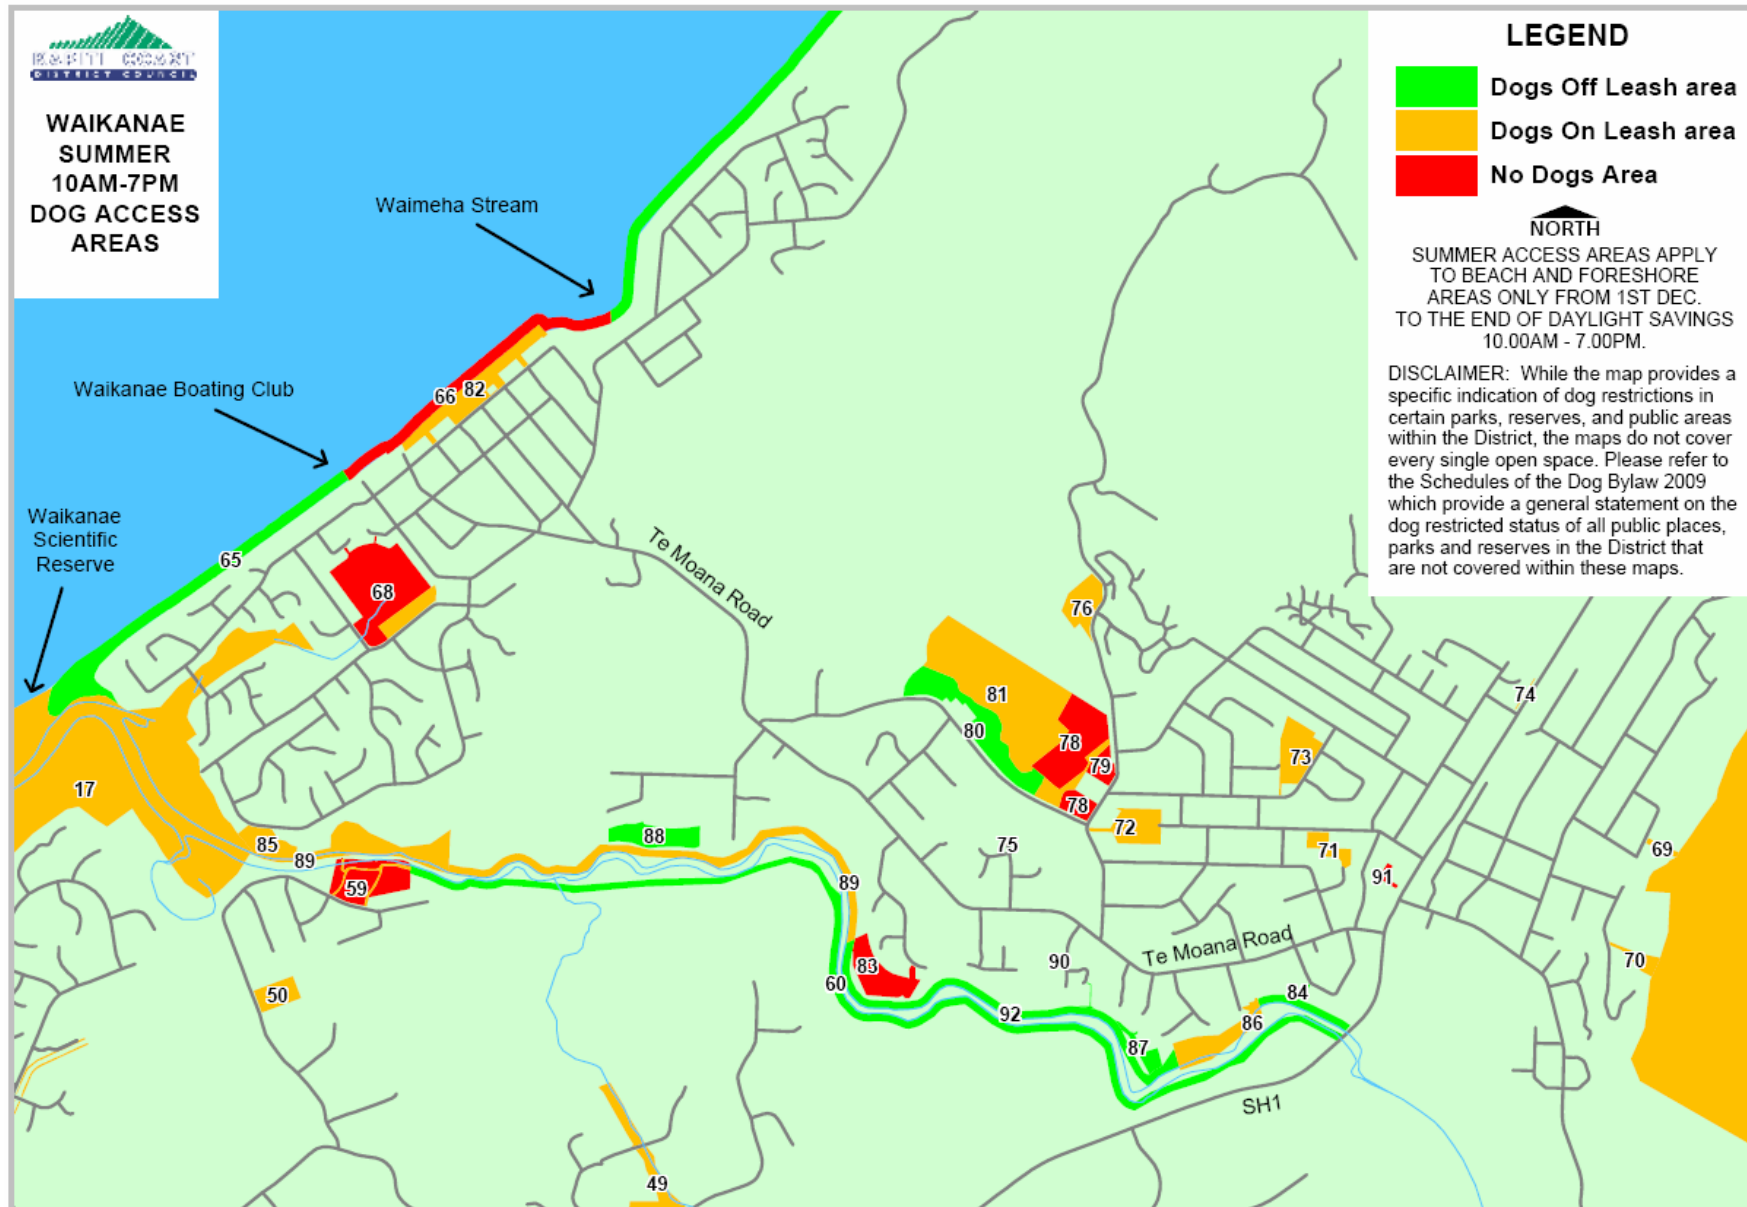 KAPITI COAST
DISTRICT COUNCIL
WAIKANAE
SUMMER
10AM-7PM
DOG ACCESS
AREAS
LEGEND
Dogs Off Leash area
Dogs On Leash area
No Dogs Area
NORTH
SUMMER ACCESS AREAS APPLY
TO BEACH AND FORESHORE
AREAS ONLY FROM 1ST DEC.
TO THE END OF DAYLIGHT SAVINGS
10.00AM - 7.00PM.
DISCLAIMER: While the map provides a
specific indication of dog restrictions in
certain parks, reserves, and public areas
within the District, the maps do not cover
every single open space. Please refer to
the Schedules of the Dog Bylaw 2009
which provide a general statement on the
dog restricted status of all public places,
parks and reserves in the District that
are not covered within these maps.
Waimeha Stream
Waikanae Boating Club
66
82
Waikanae
Scientific
Reserve
65
68
Te Moana Road
76
81
74
80
78
79
73
78
17
72
88
85
89
75
71
69
59
89
91
Te Moana Road
83
90
70
60
50
92
84
86
87
SH1
49